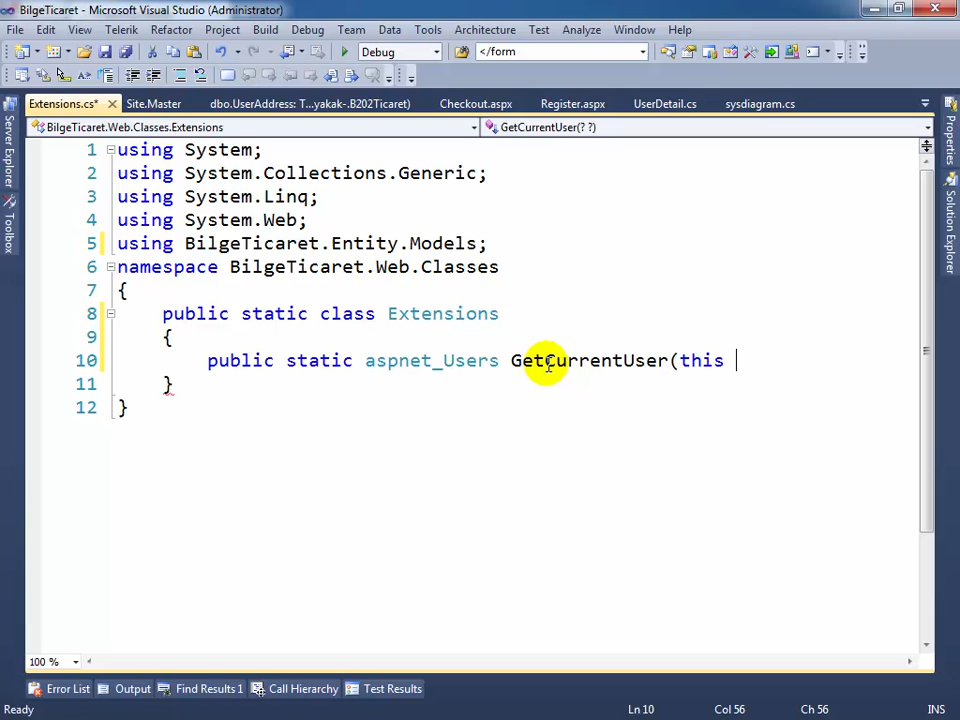 BilgeTicaret - Microsoft Visual Studio (Administrator)
File Edit View Telerik Refactor Project Build Debug Team Data Tools Architecture Test Analyze Window Help
Debug </form
Extensions.cs* Site.Master dbo.UserAddress: T...yakak-.B202Ticaret) Checkout.aspx Register.aspx UserDetail.cs sysdiagram.cs
BilgeTicaret.Web.Classes.Extensions GetCurrentUser(? ?)
1 using System;
2 using System.Collections.Generic;
3 using System.Linq;
4 using System.Web;
5 using BilgeTicaret.Entity.Models;
6 namespace BilgeTicaret.Web.Classes
7 {
8 public static class Extensions
9 {
10 public static aspnet_Users GetCurrentUser(this
11 }
12 }
Server Explorer
Toolbox
Properties
Solution Explorer
100 %
Error List Output Find Results 1 Call Hierarchy Test Results
Ln 10 Col 56 Ch 56 INS